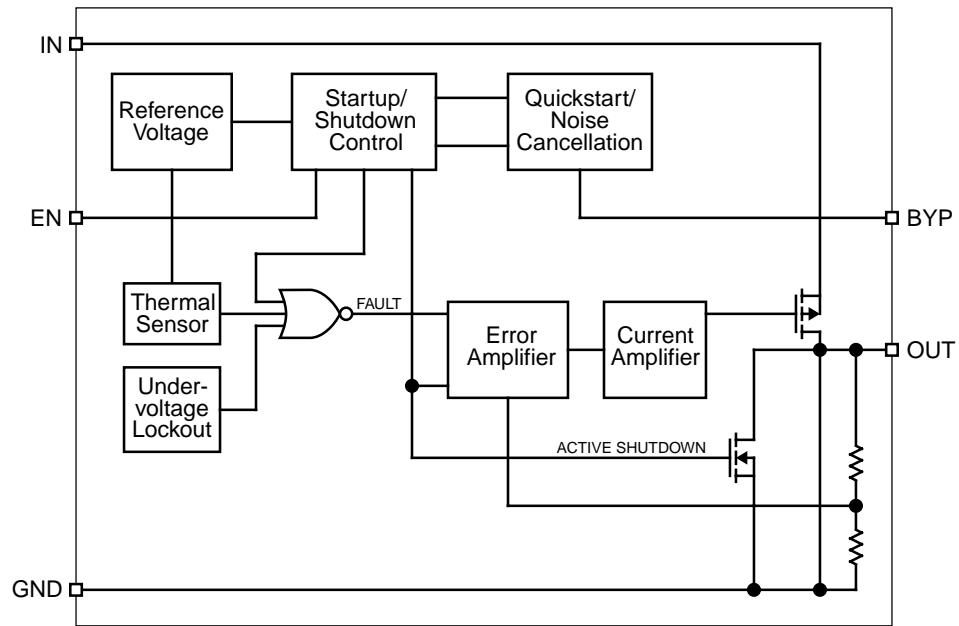 IN
Reference
Voltage
Startup/
Shutdown
Control
Quickstart/
Noise
Cancellation
EN
BYP
Thermal
Sensor
FAULT
Error
Amplifier
Current
Amplifier
OUT
Under-
voltage
Lockout
ACTIVE SHUTDOWN
GND